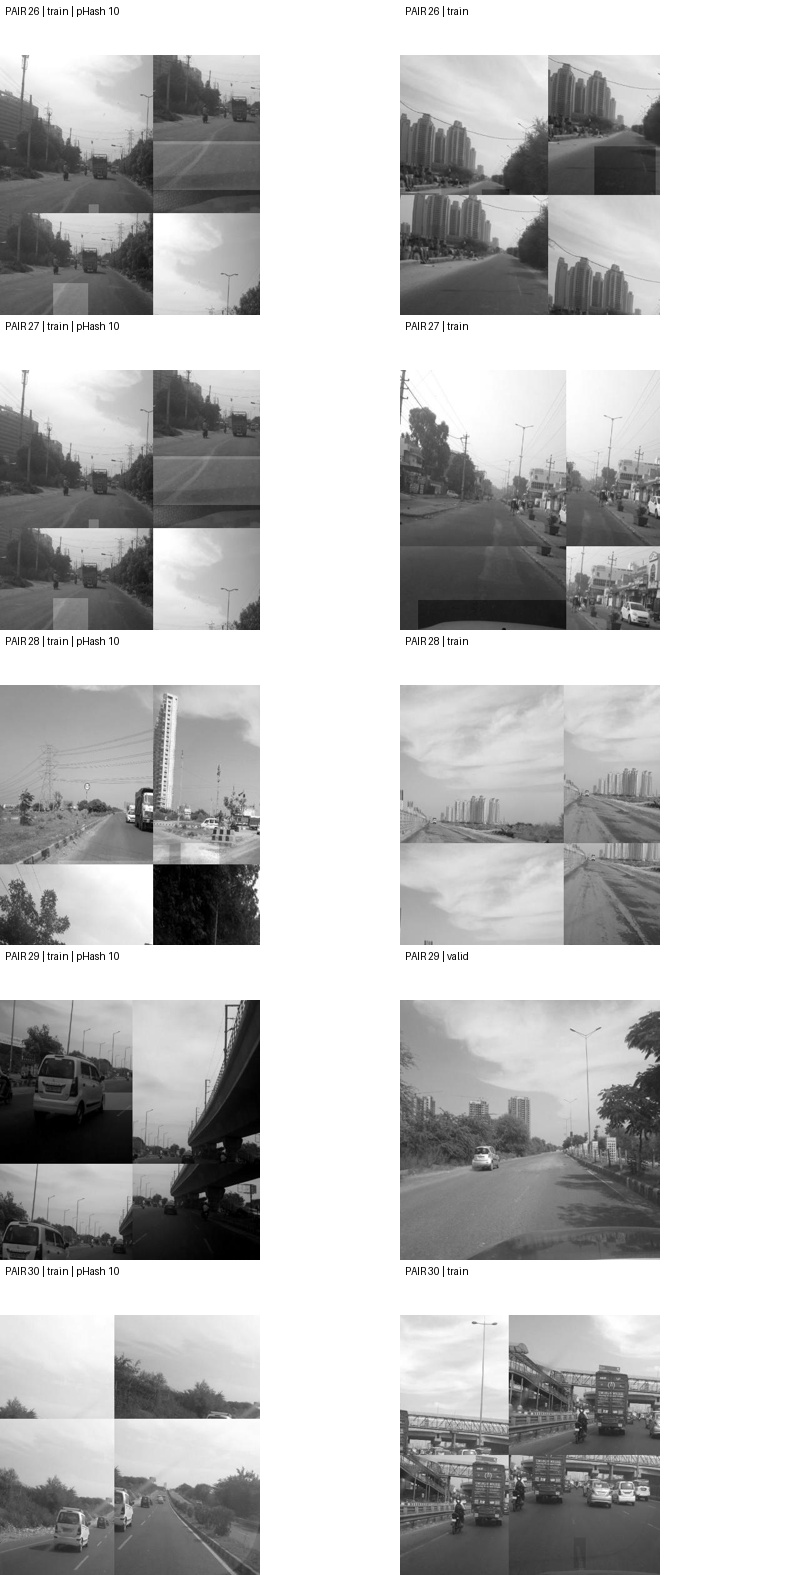 PAIR 26 | train | pHash 10
PAIR 26 | train
PAIR 27 | train | pHash 10
PAIR 27 | train
PAIR 28 | train | pHash 10
PAIR 28 | train
PAIR 29 | train | pHash 10
PAIR 29 | valid
PAIR 30 | train | pHash 10
PAIR 30 | train